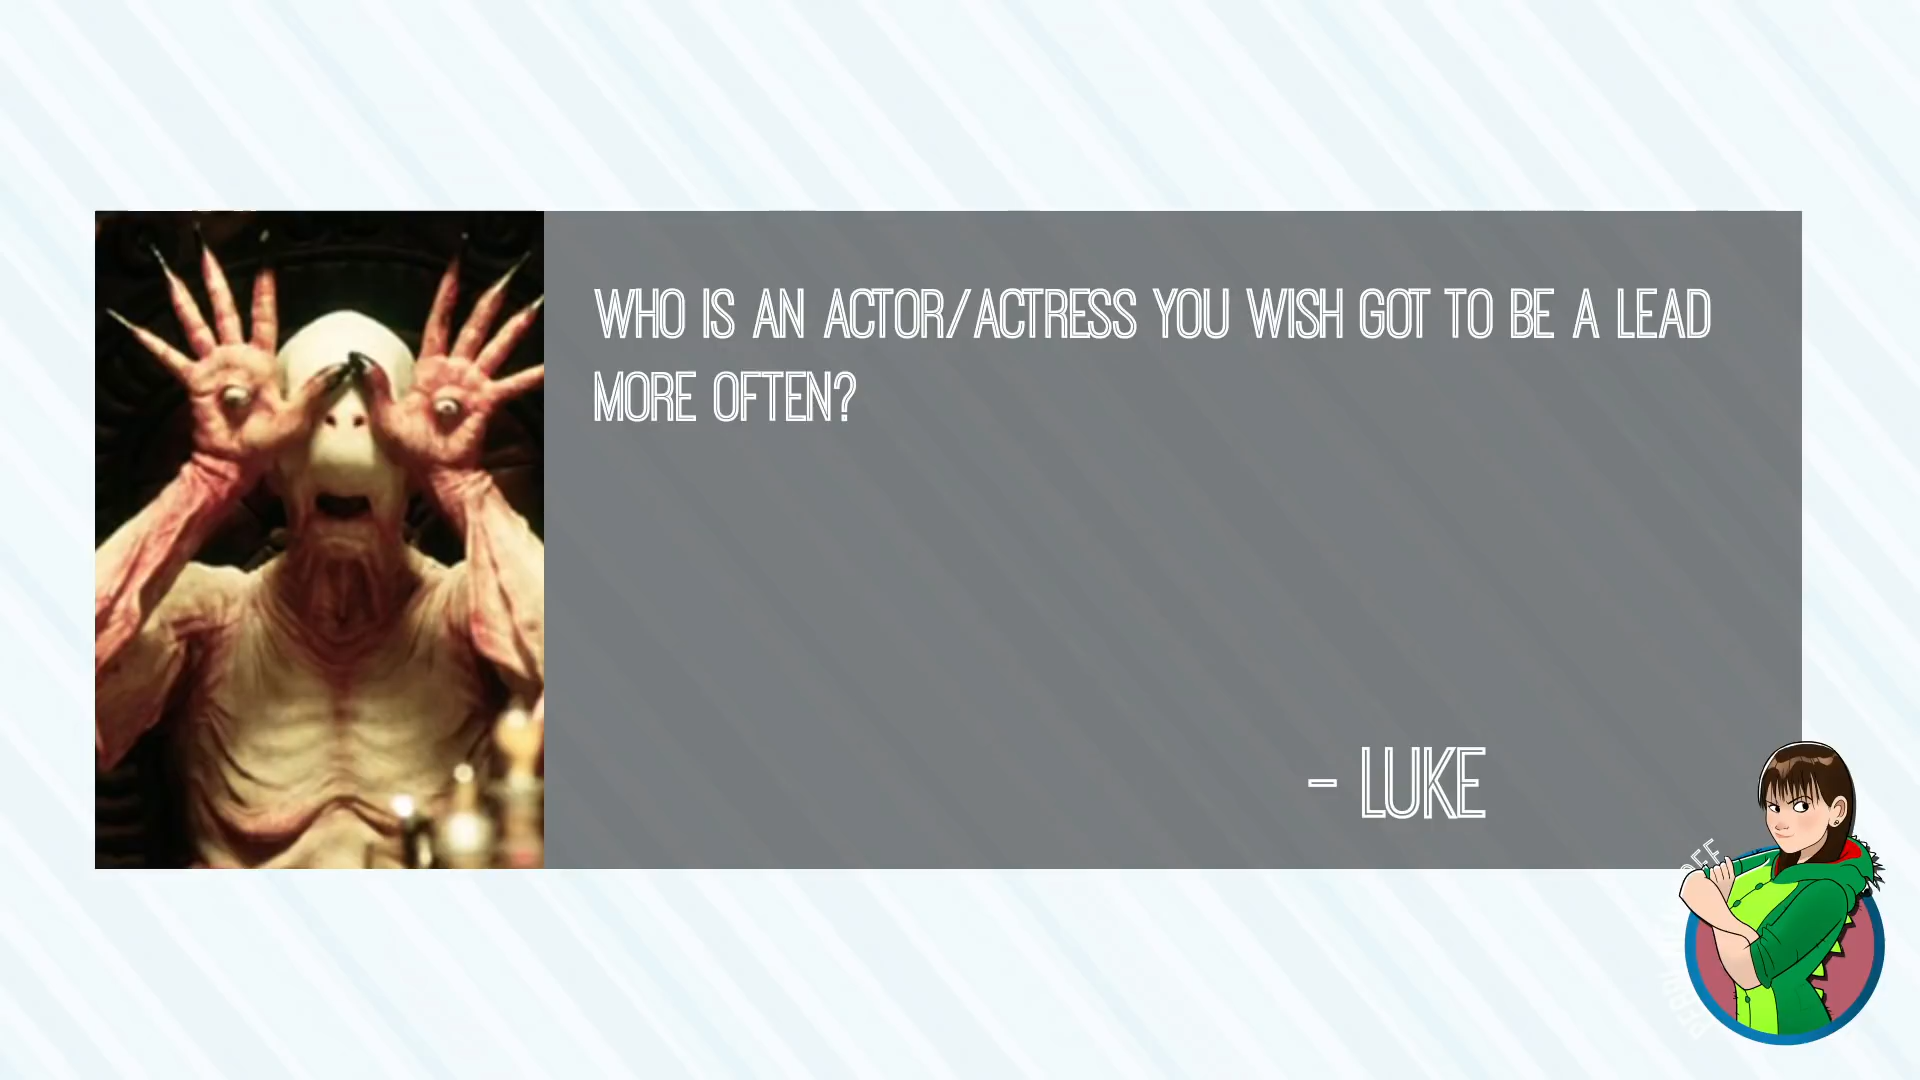 WHO IS AN ACTOR/ACTRESS YOU WISH GOT TO BE A LEAD
MORE OFTEN?
- LUKE